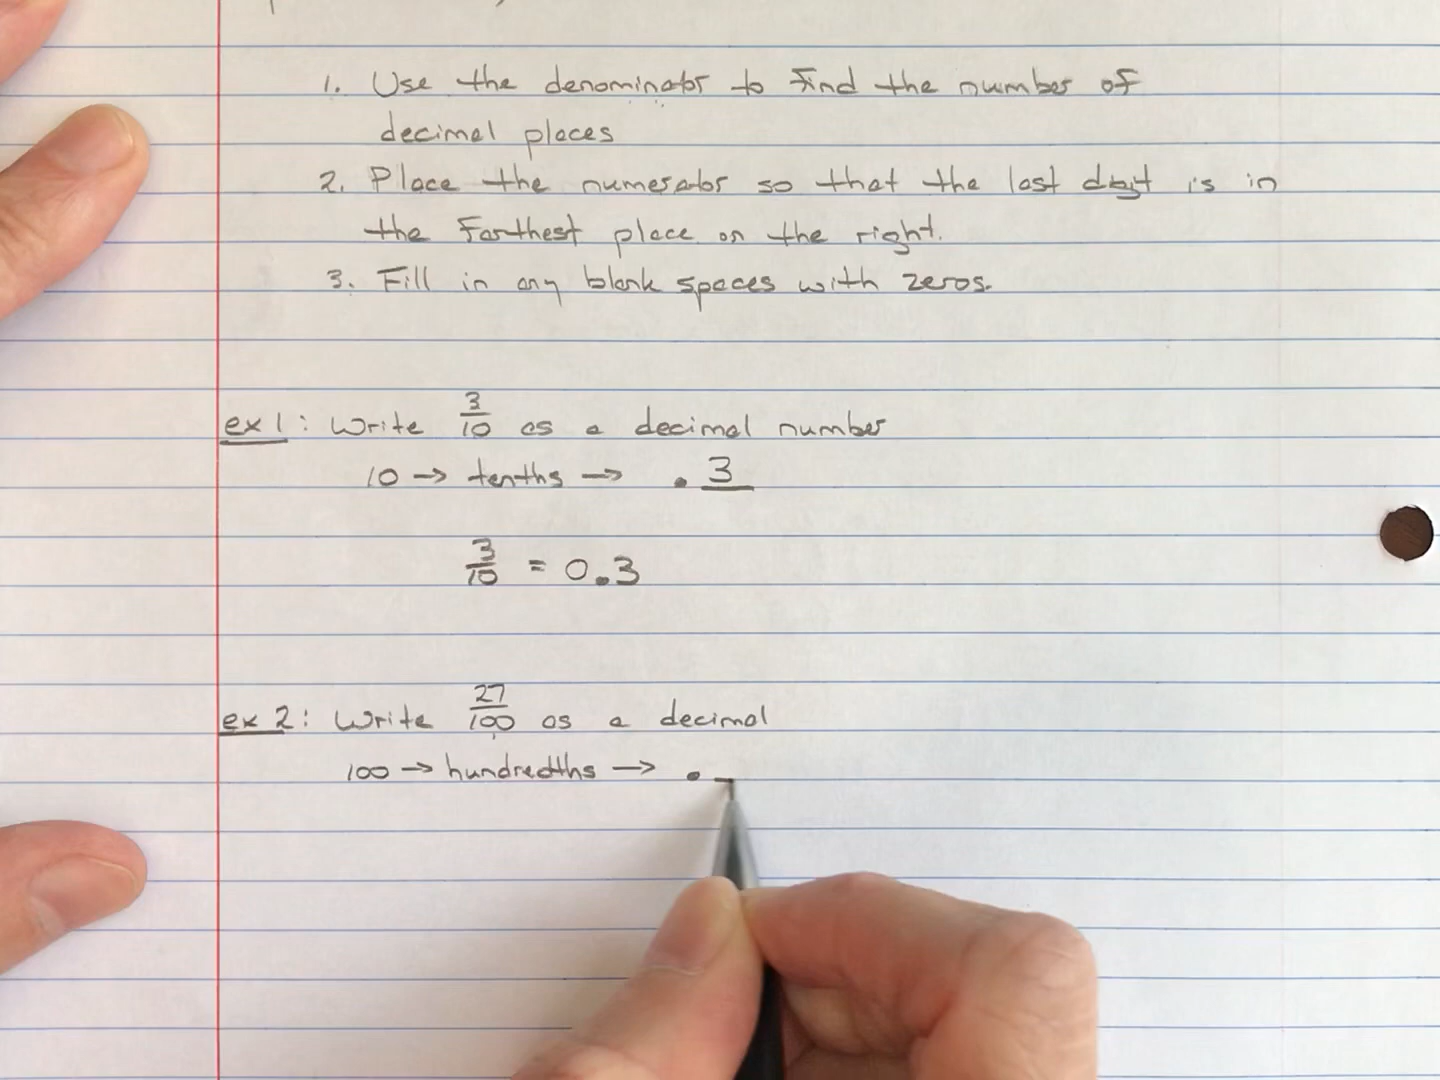 1. Use the denominator to find the number of
decimal places
2. Place the numerator so that the last digit is in
the farthest place on the right.
3. Fill in any blank spaces with zeros.
ex 1: Write 3/10 as a decimal number
10 → tenths → . 3
3/10 = 0.3
ex 2: Write 27/100 as a decimal
100 → hundredths → . _